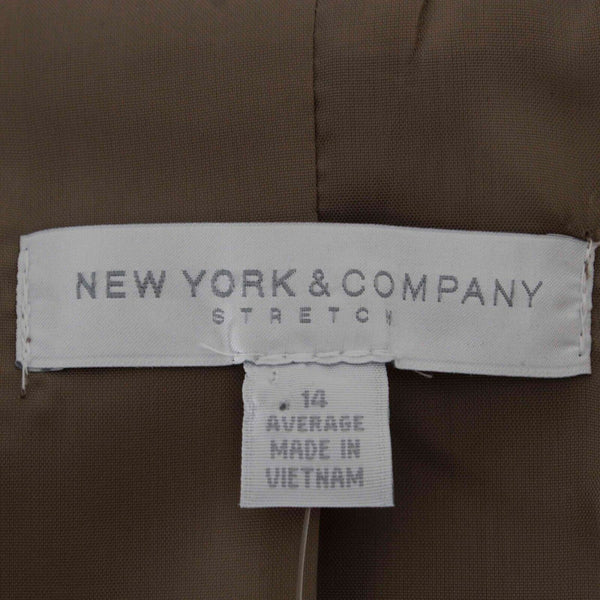 NEW YORK & COMPANY
STRETCH
14
AVERAGE
MADE IN
VIETNAM